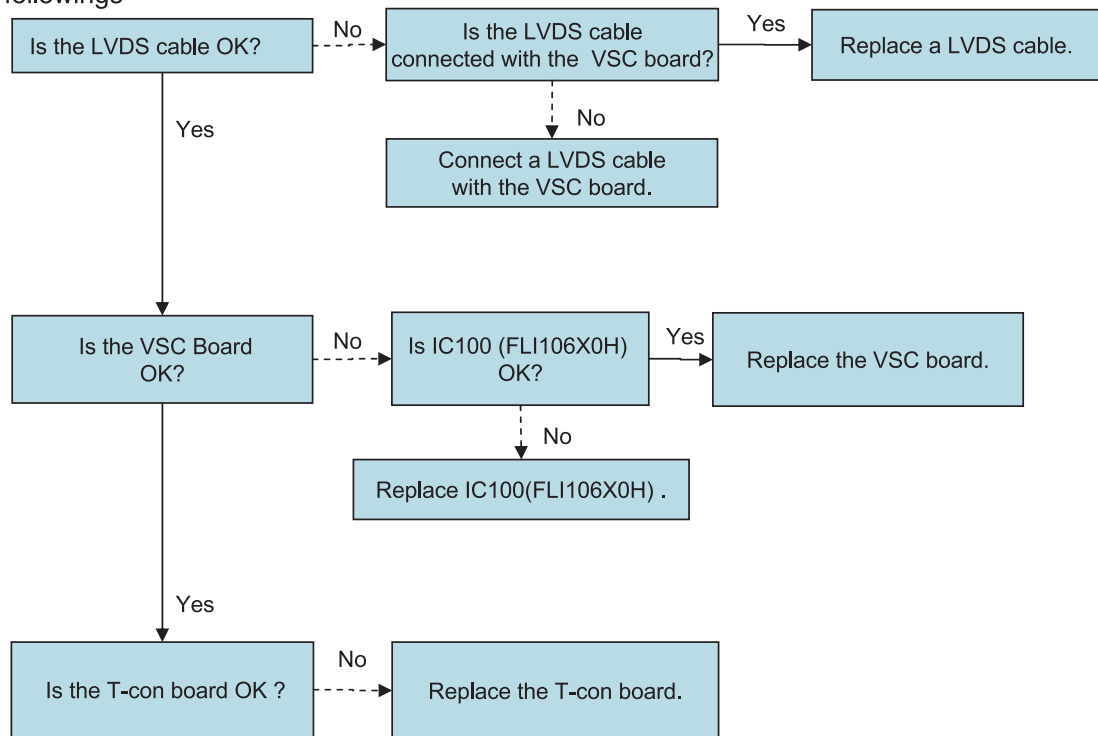 followings
Is the LVDS cable OK?
No
Is the LVDS cable
connected with the VSC board?
Yes
Replace a LVDS cable.
Yes
No
Connect a LVDS cable
with the VSC board.
Is the VSC Board
OK?
No
Is IC100 (FLI106X0H)
OK?
Yes
Replace the VSC board.
No
Replace IC100(FLI106X0H) .
Yes
Is the T-con board OK ?
No
Replace the T-con board.